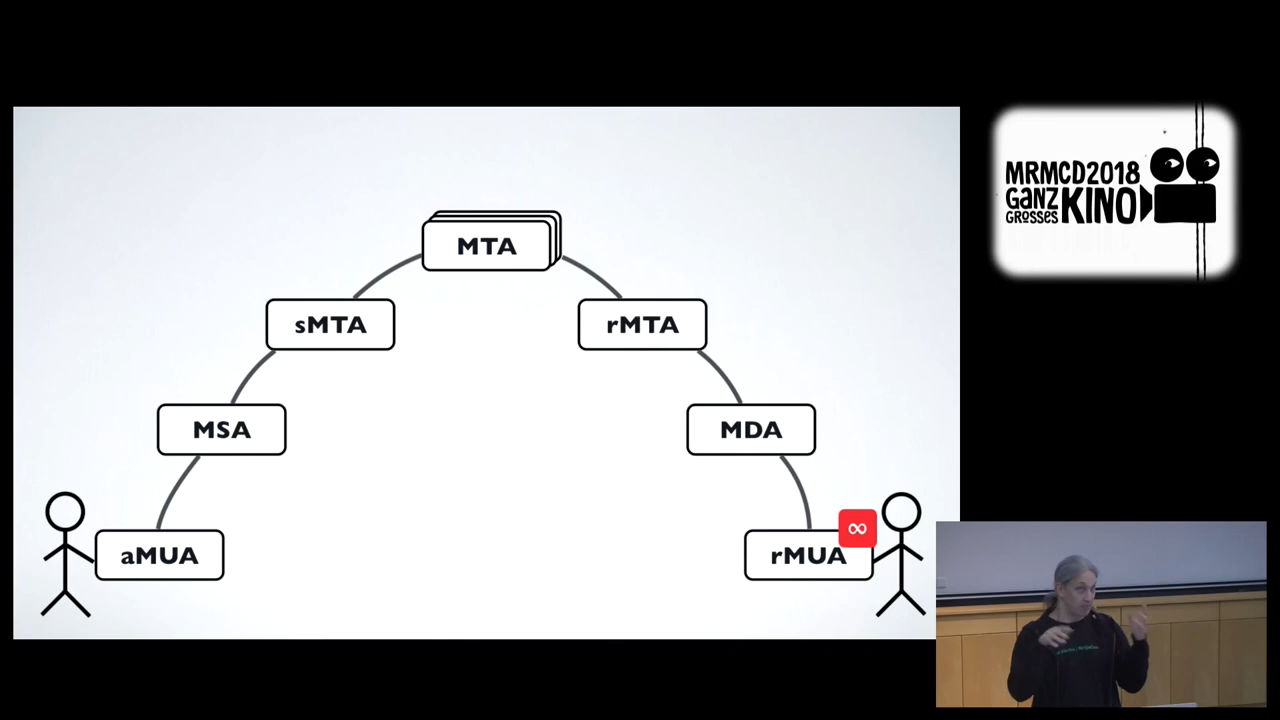 MTA
sMTA
rMTA
MSA
MDA
aMUA
rMUA
∞
MRMCD2018
GANZ
GROSSES
KINO